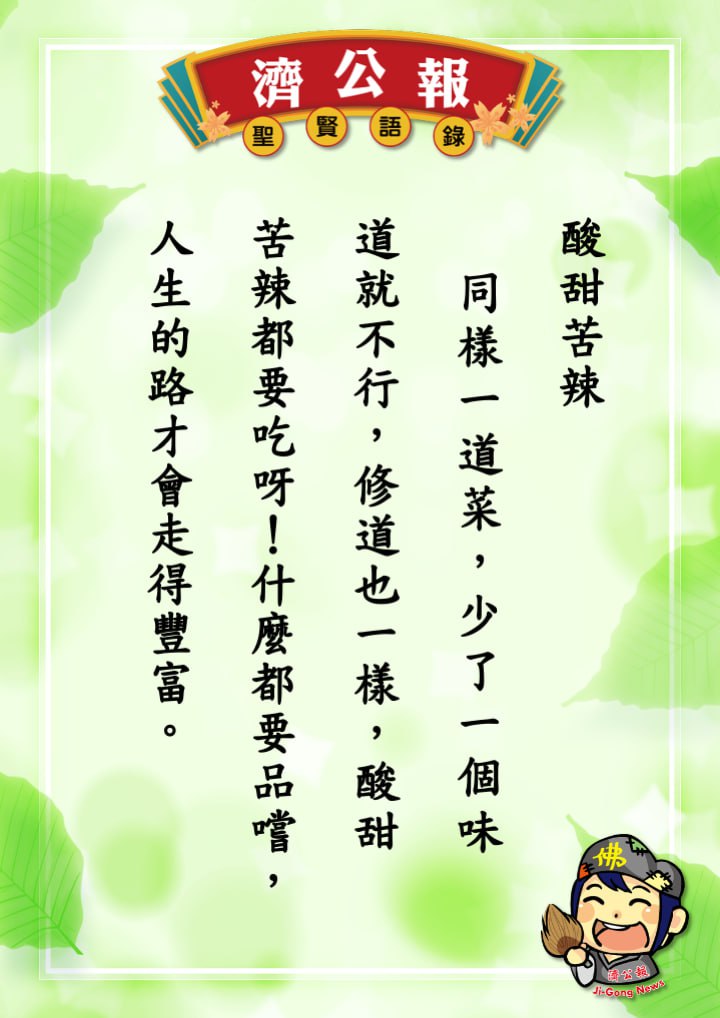 濟公報
聖賢語錄
酸甜苦辣
同樣一道菜，少了一個味
道就不行，修道也一樣，酸甜
苦辣都要吃呀！什麼都要品嚐，
人生的路才會走得豐富。
佛
濟公報
Ji-Gong News